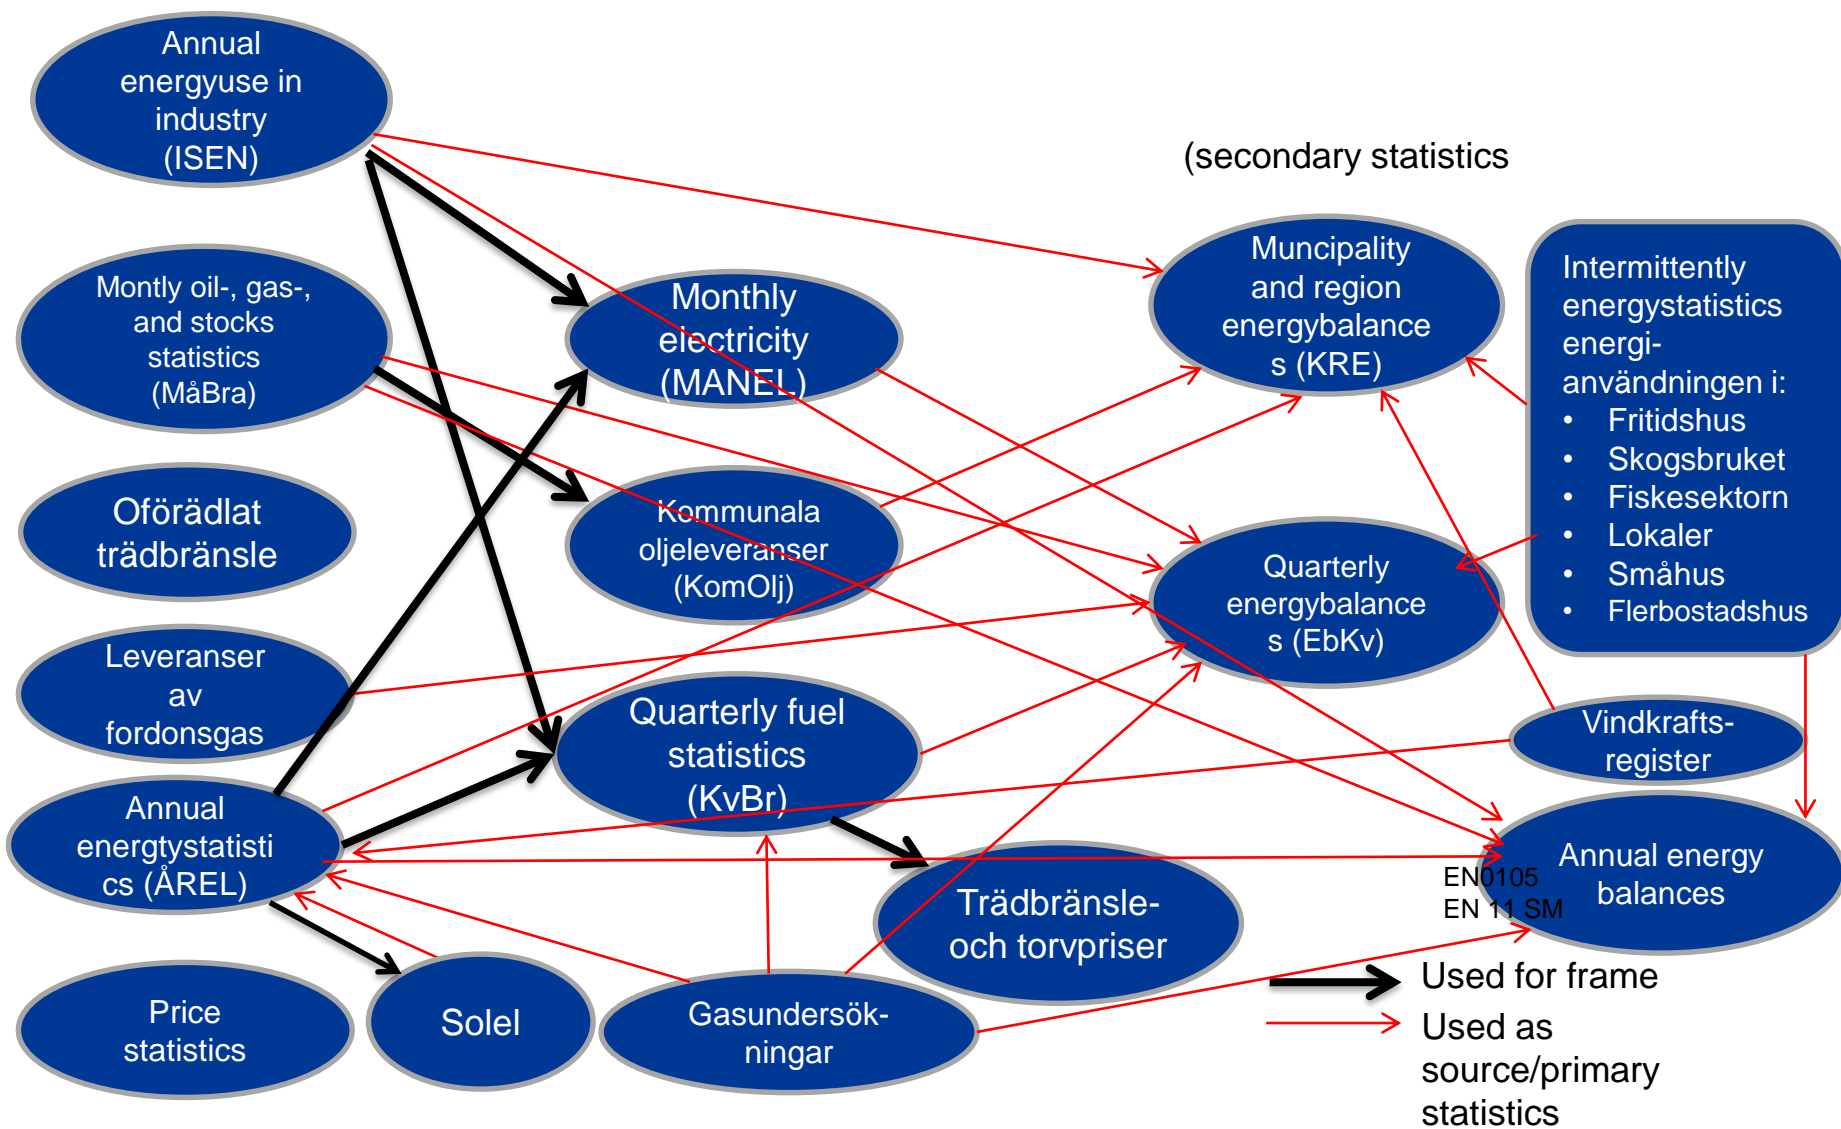 Annual
energyuse in
industry
(ISEN)
(secondary statistics
Montly oil-, gas-,
and stocks
statistics
(MåBra)
Monthly
electricity
(MANEL)
Muncipality
and region
energybalance
s (KRE)
Intermittently
energystatistics
energi-
användningen i:
• Fritidshus
• Skogsbruket
• Fiskesektorn
• Lokaler
• Småhus
• Flerbostadshus
Oförädlat
trädbränsle
Kommunala
oljeleveranser
(KomOlj)
Quarterly
energybalance
s (EbKv)
Leveranser
av
fordonsgas
Quarterly fuel
statistics
(KvBr)
Vindkrafts-
register
Annual
energtystatisti
cs (ÅREL)
Trädbränsle-
och torvpriser
Annual energy
balances
EN0105
EN 11 SM
Price
statistics
Solel
Gasundersök-
ningar
Used for frame
Used as
source/primary
statistics